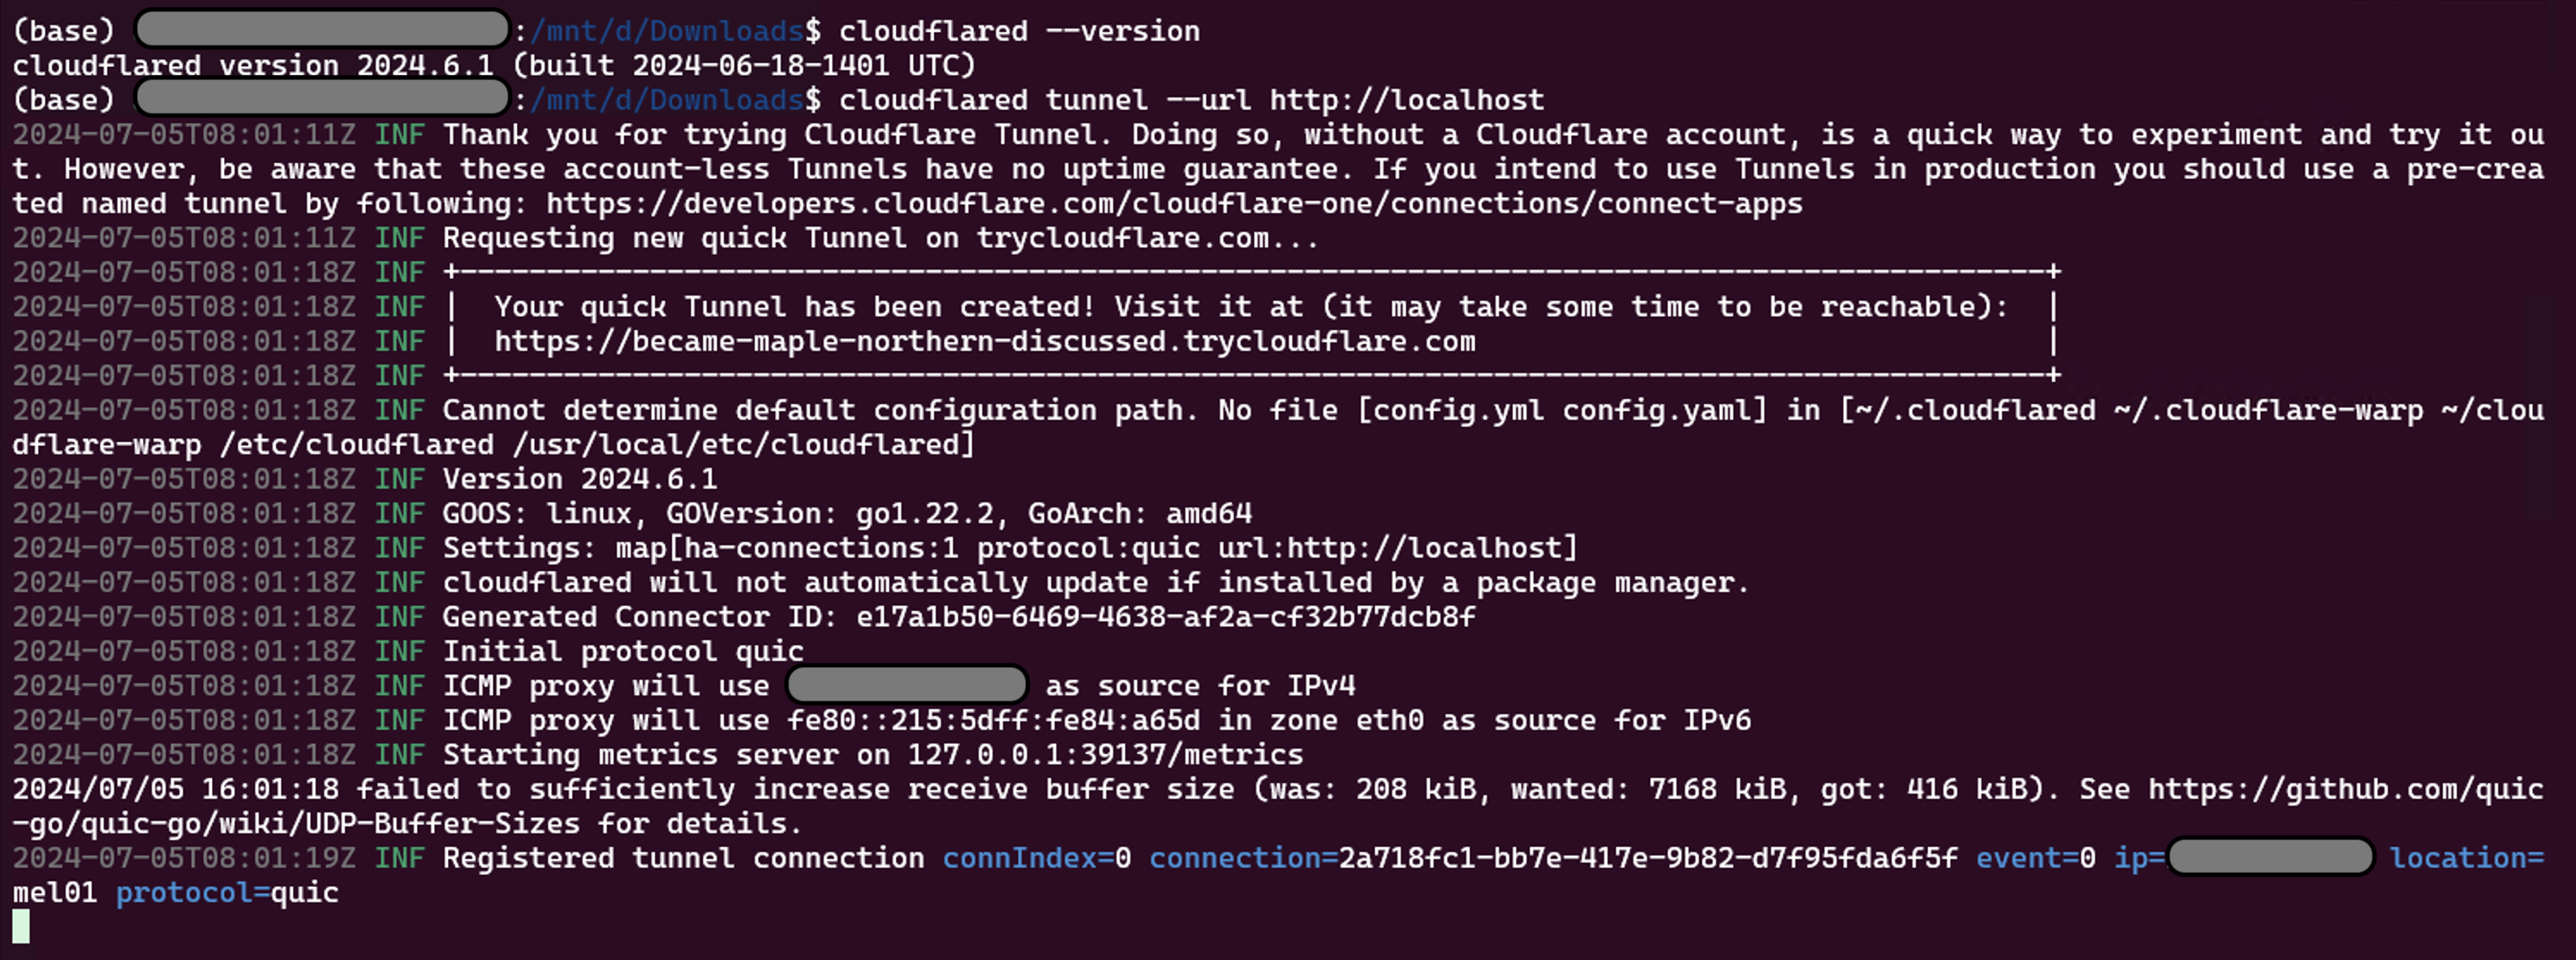 (base) :/mnt/d/Downloads$ cloudflared --version
cloudflared version 2024.6.1 (built 2024-06-18-1401 UTC)
(base) :/mnt/d/Downloads$ cloudflared tunnel --url http://localhost
2024-07-05T08:01:11Z INF Thank you for trying Cloudflare Tunnel. Doing so, without a Cloudflare account, is a quick way to experiment and try it ou
t. However, be aware that these account-less Tunnels have no uptime guarantee. If you intend to use Tunnels in production you should use a pre-crea
ted named tunnel by following: https://developers.cloudflare.com/cloudflare-one/connections/connect-apps
2024-07-05T08:01:11Z INF Requesting new quick Tunnel on trycloudflare.com...
2024-07-05T08:01:18Z INF +--------------------------------------------------------------------------------------------+
2024-07-05T08:01:18Z INF |  Your quick Tunnel has been created! Visit it at (it may take some time to be reachable):  |
2024-07-05T08:01:18Z INF |  https://became-maple-northern-discussed.trycloudflare.com                                 |
2024-07-05T08:01:18Z INF +--------------------------------------------------------------------------------------------+
2024-07-05T08:01:18Z INF Cannot determine default configuration path. No file [config.yml config.yaml] in [~/.cloudflared ~/.cloudflare-warp ~/clou
dflare-warp /etc/cloudflared /usr/local/etc/cloudflared]
2024-07-05T08:01:18Z INF Version 2024.6.1
2024-07-05T08:01:18Z INF GOOS: linux, GOVersion: go1.22.2, GoArch: amd64
2024-07-05T08:01:18Z INF Settings: map[ha-connections:1 protocol:quic url:http://localhost]
2024-07-05T08:01:18Z INF cloudflared will not automatically update if installed by a package manager.
2024-07-05T08:01:18Z INF Generated Connector ID: e17a1b50-6469-4638-af2a-cf32b77dcb8f
2024-07-05T08:01:18Z INF Initial protocol quic
2024-07-05T08:01:18Z INF ICMP proxy will use as source for IPv4
2024-07-05T08:01:18Z INF ICMP proxy will use fe80::215:5dff:fe84:a65d in zone eth0 as source for IPv6
2024-07-05T08:01:18Z INF Starting metrics server on 127.0.0.1:39137/metrics
2024/07/05 16:01:18 failed to sufficiently increase receive buffer size (was: 208 kiB, wanted: 7168 kiB, got: 416 kiB). See https://github.com/quic
-go/quic-go/wiki/UDP-Buffer-Sizes for details.
2024-07-05T08:01:19Z INF Registered tunnel connection connIndex=0 connection=2a718fc1-bb7e-417e-9b82-d7f95fda6f5f event=0 ip= location=
mel01 protocol=quic